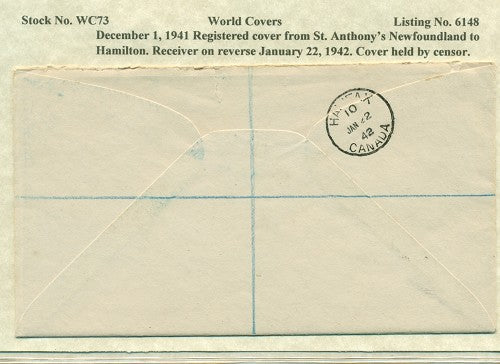 Stock No. WC73 World Covers Listing No. 6148
December 1, 1941 Registered cover from St. Anthony's Newfoundland to
Hamilton. Receiver on reverse January 22, 1942. Cover held by censor.
HALIFAX
10
JAN 22
42
CANADA